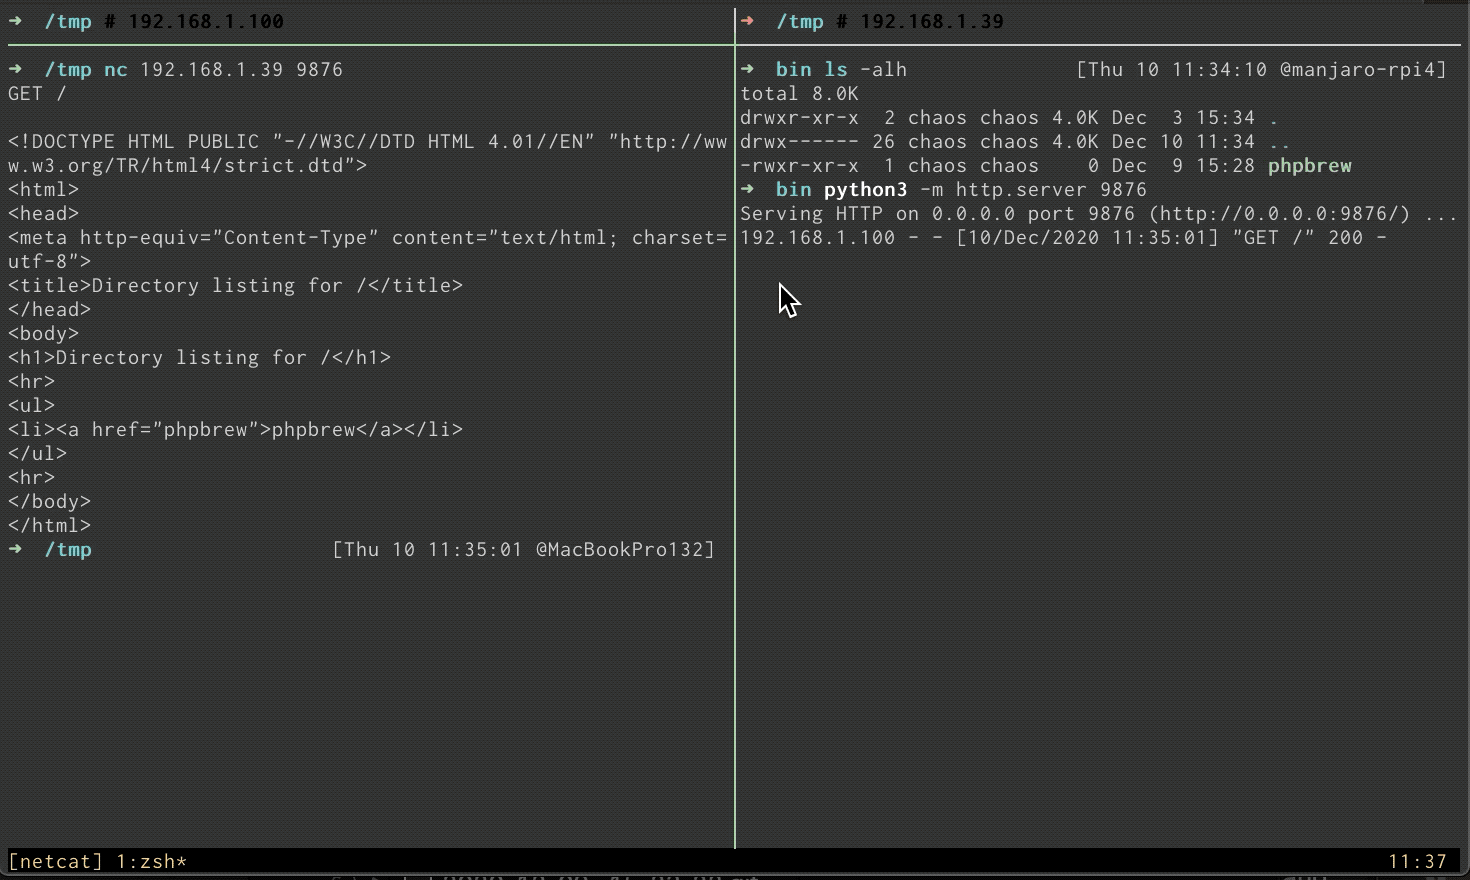 ➜  /tmp # 192.168.1.100
➜  /tmp nc 192.168.1.39 9876
GET /
<!DOCTYPE HTML PUBLIC "-//W3C//DTD HTML 4.01//EN" "http://ww
w.w3.org/TR/html4/strict.dtd">
<html>
<head>
<meta http-equiv="Content-Type" content="text/html; charset=
utf-8">
<title>Directory listing for /</title>
</head>
<body>
<h1>Directory listing for /</h1>
<hr>
<ul>
<li><a href="phpbrew">phpbrew</a></li>
</ul>
<hr>
</body>
</html>
➜  /tmp [Thu 10 11:35:01 @MacBookPro132]
➜  /tmp # 192.168.1.39
➜  bin ls -alh [Thu 10 11:34:10 @manjaro-rpi4]
total 8.0K
drwxr-xr-x  2 chaos chaos 4.0K Dec  3 15:34 .
drwx------ 26 chaos chaos 4.0K Dec 10 11:34 ..
-rwxr-xr-x  1 chaos chaos    0 Dec  9 15:28 phpbrew
➜  bin python3 -m http.server 9876
Serving HTTP on 0.0.0.0 port 9876 (http://0.0.0.0:9876/) ...
192.168.1.100 - - [10/Dec/2020 11:35:01] "GET /" 200 -
[netcat] 1:zsh* 11:37